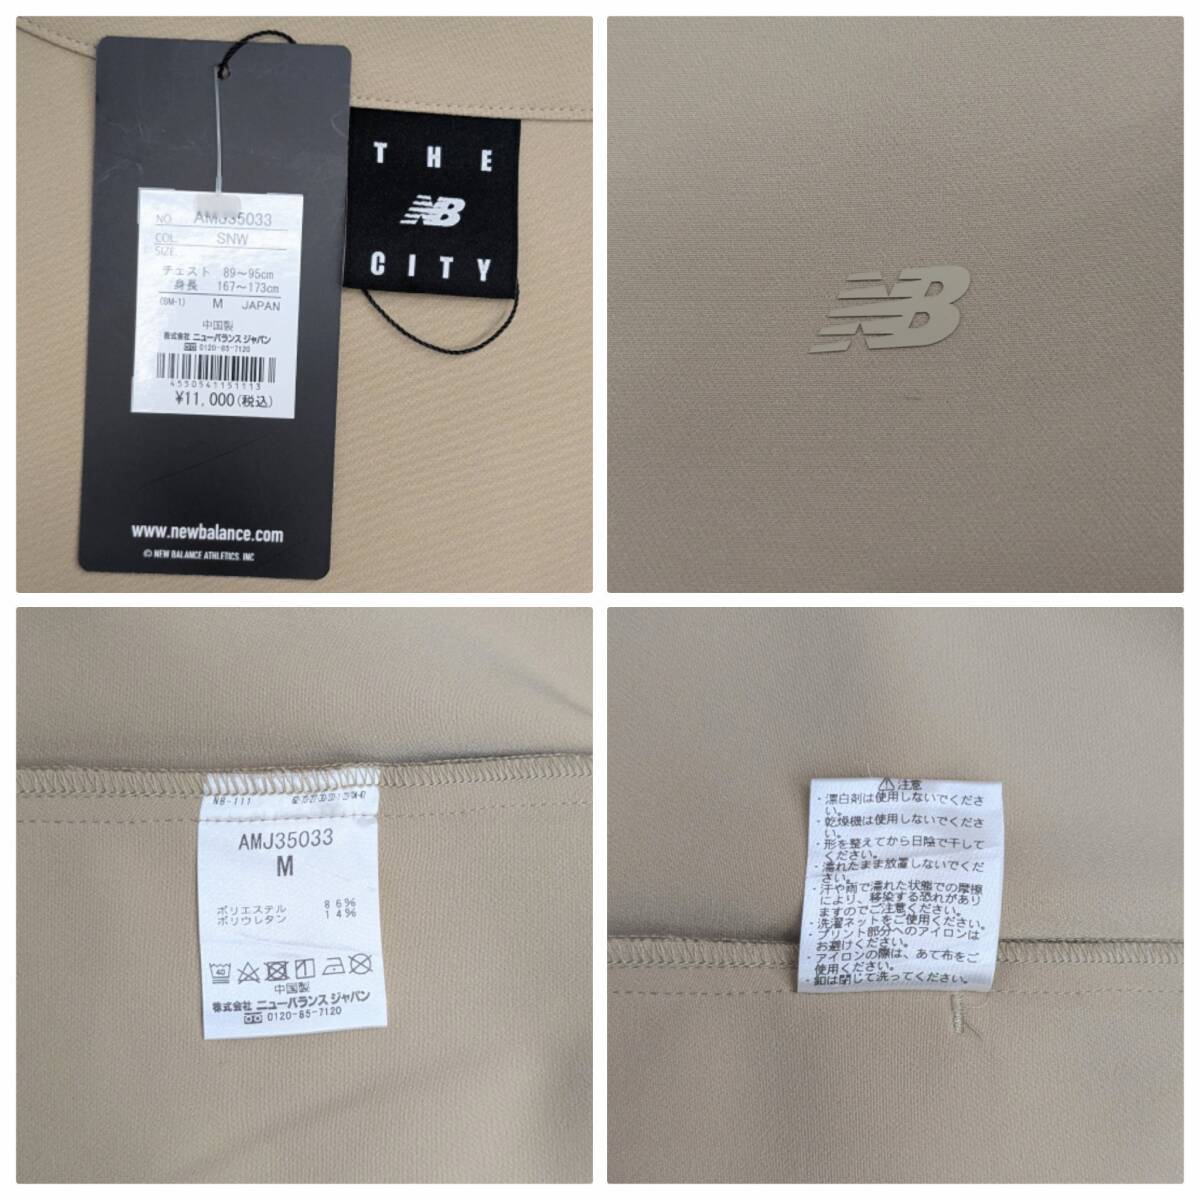 NO. AMJ35033
COL. SNW
SIZE.
チェスト 89～95cm
身長 167～173cm
(SM-1) M JAPAN
中国製
株式会社 ニューバランス ジャパン
0120-85-7120
4550541151113
¥11,000(税込)
www.newbalance.com
© NEW BALANCE ATHLETICS, INC
THE
NB
CITY
NB
NB-111
AMJ35033
M
ポリエステル 86%
ポリウレタン 14%
40
中国製
株式会社 ニューバランス ジャパン
0120-85-7120
⚠注意
・漂白剤は使用しないでくださ
い。
・乾燥機は使用しないでくださ
い。
・形を整えてから日陰で干して
ください。
・濡れたまま放置しないでくだ
さい。
・汗や雨で濡れた状態での摩擦
により、移染する恐れがあり
ますのでご注意ください。
・洗濯ネットをご使用ください。
・プリント部分へのアイロンは
お避けください。
・アイロンの際は、あて布をご
使用ください。
・釦は閉じて洗ってください。